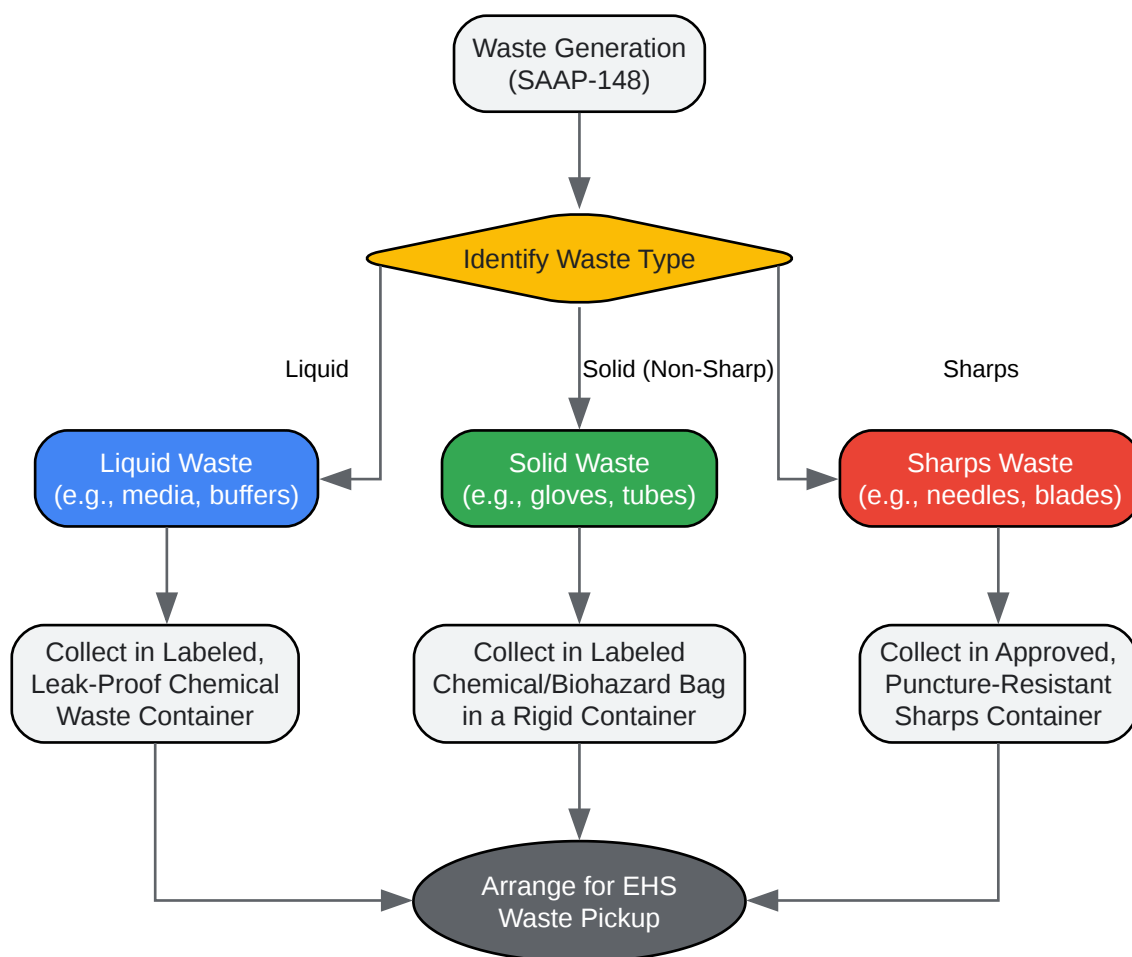 Waste Generation
(SAAP-148)
Identify Waste Type
Liquid
Solid (Non-Sharp)
Sharps
Liquid Waste
(e.g., media, buffers)
Solid Waste
(e.g., gloves, tubes)
Sharps Waste
(e.g., needles, blades)
Collect in Labeled,
Leak-Proof Chemical
Waste Container
Collect in Labeled
Chemical/Biohazard Bag
in a Rigid Container
Collect in Approved,
Puncture-Resistant
Sharps Container
Arrange for EHS
Waste Pickup